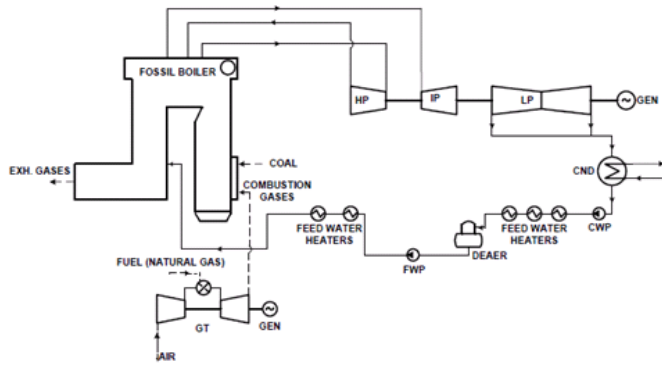 FOSSIL BOILER
HP
IP
LP
GEN
EXH. GASES
COAL
COMBUSTION
GASES
CND
FEED WATER
HEATERS
FEED WATER
HEATERS
CWP
DEAER
FWP
FUEL (NATURAL GAS)
GT
GEN
AIR